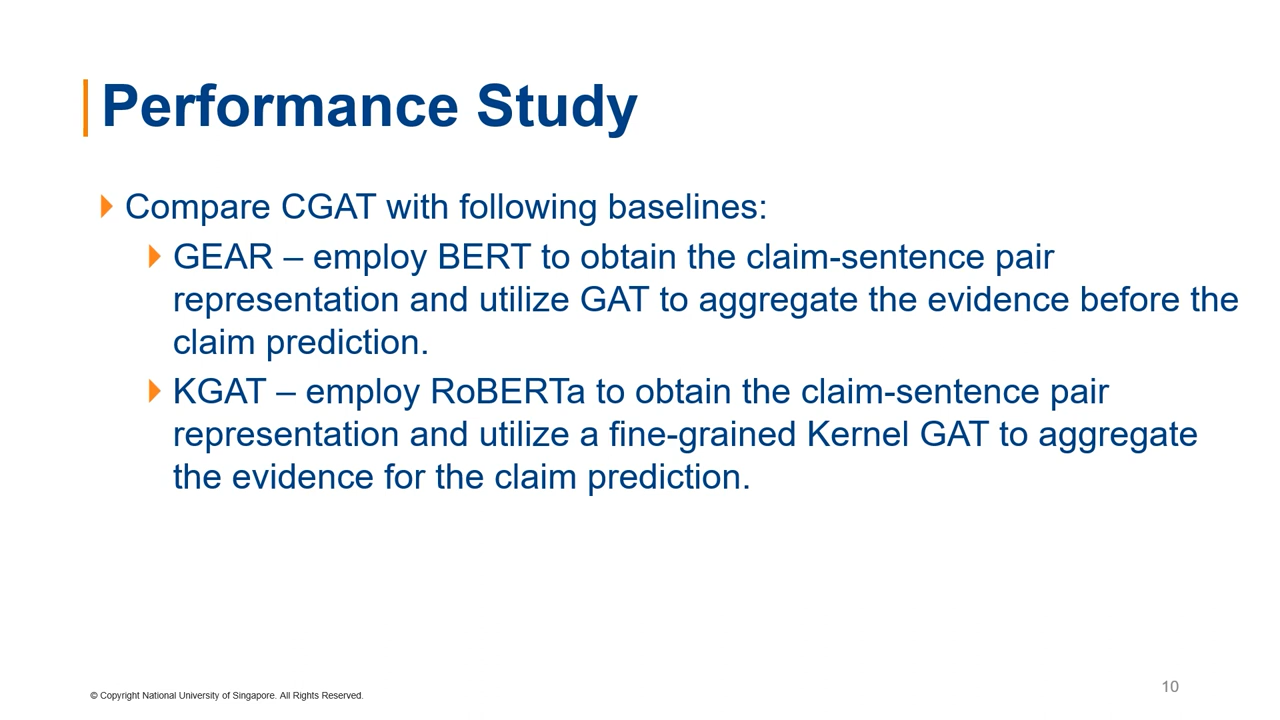 Performance Study
Compare CGAT with following baselines:
GEAR – employ BERT to obtain the claim-sentence pair
representation and utilize GAT to aggregate the evidence before the
claim prediction.
KGAT – employ RoBERTa to obtain the claim-sentence pair
representation and utilize a fine-grained Kernel GAT to aggregate
the evidence for the claim prediction.
© Copyright National University of Singapore. All Rights Reserved.
10